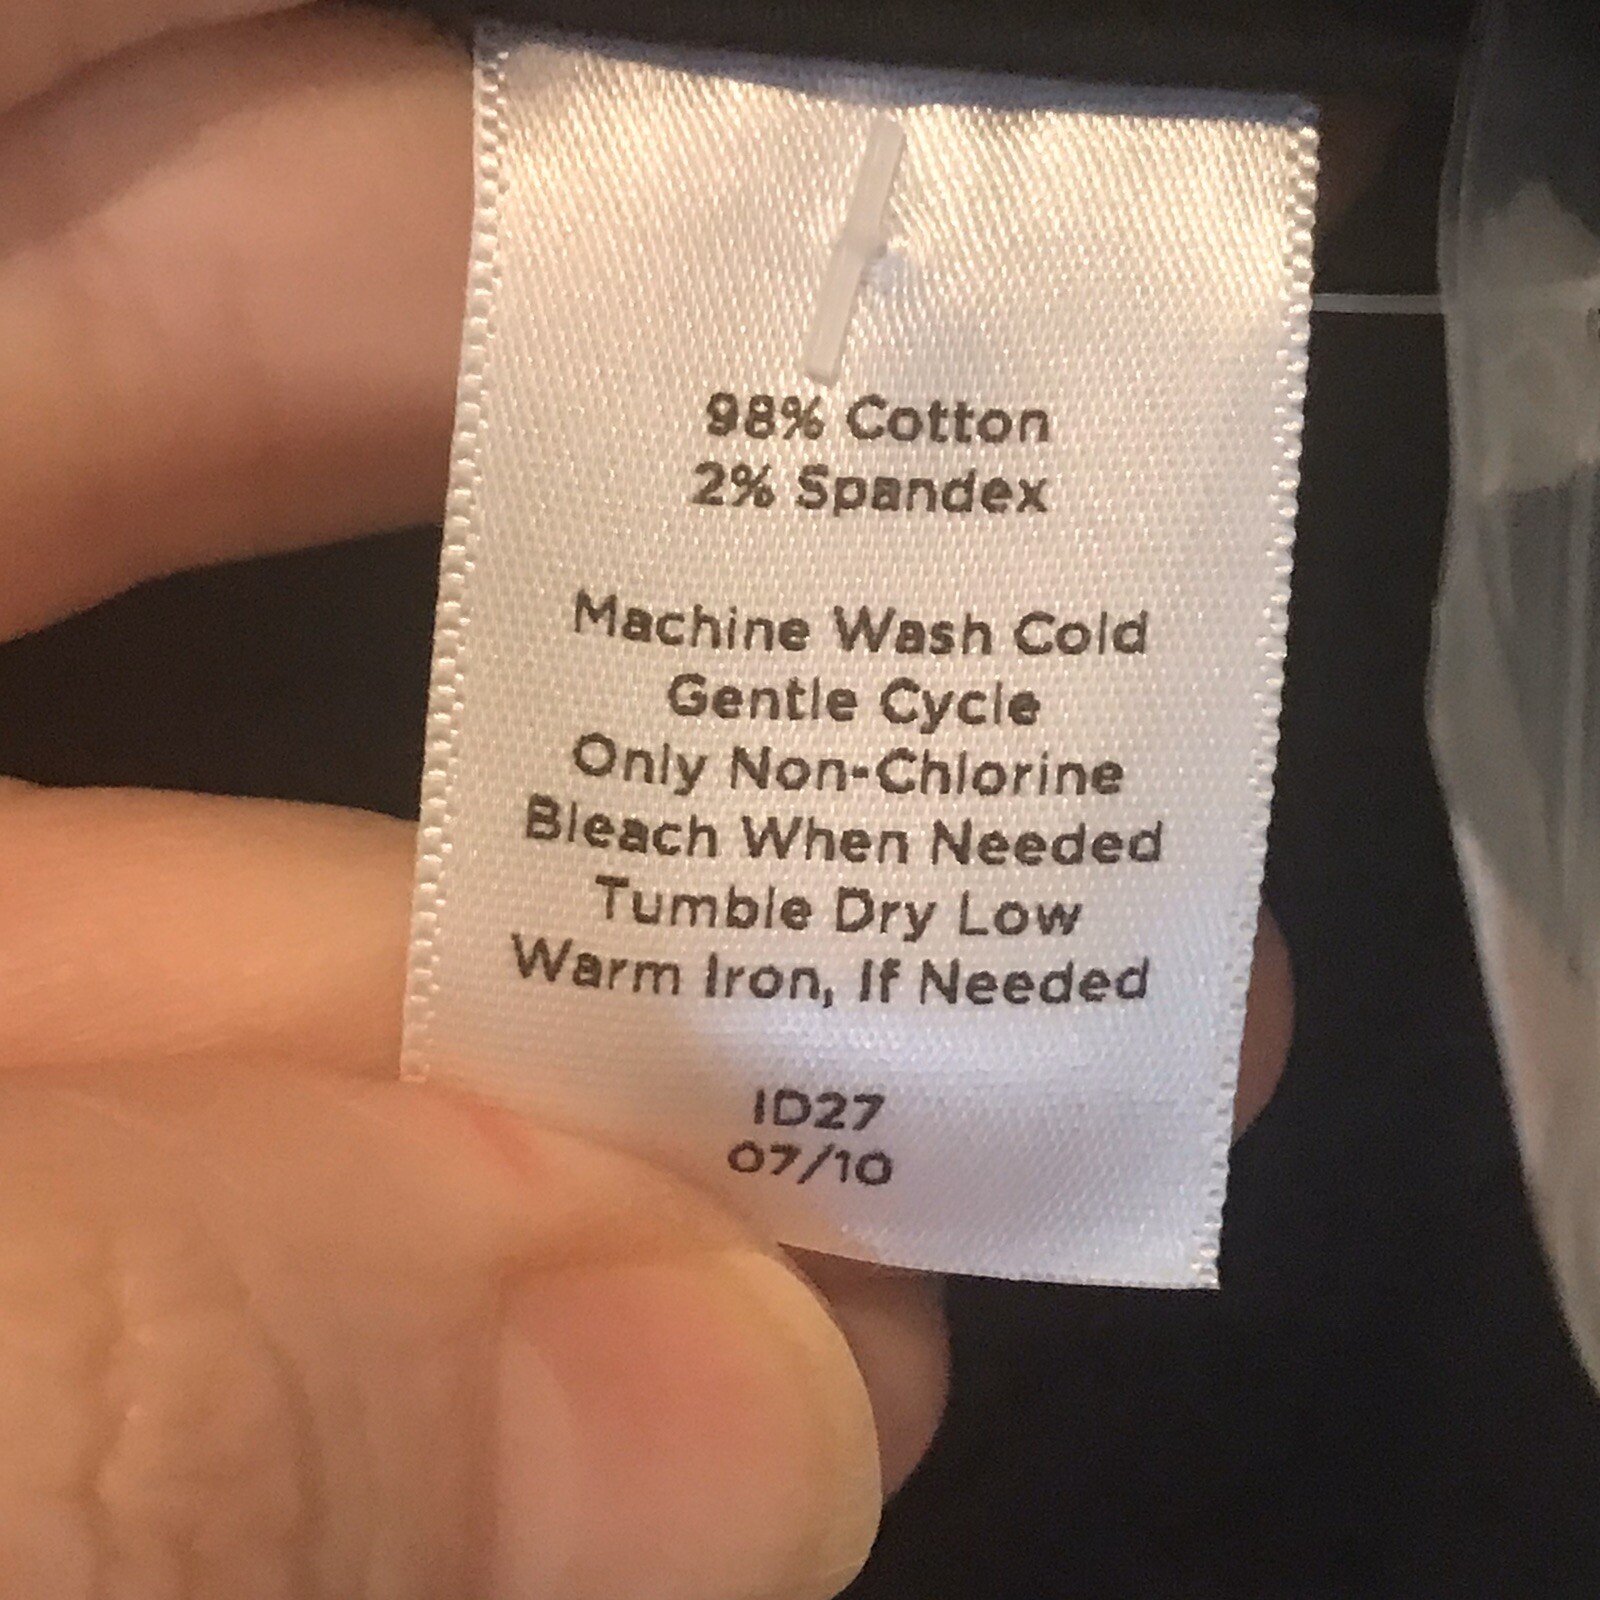 98% Cotton
2% Spandex
Machine Wash Cold
Gentle Cycle
Only Non-Chlorine
Bleach When Needed
Tumble Dry Low
Warm Iron, If Needed
ID27
07/10